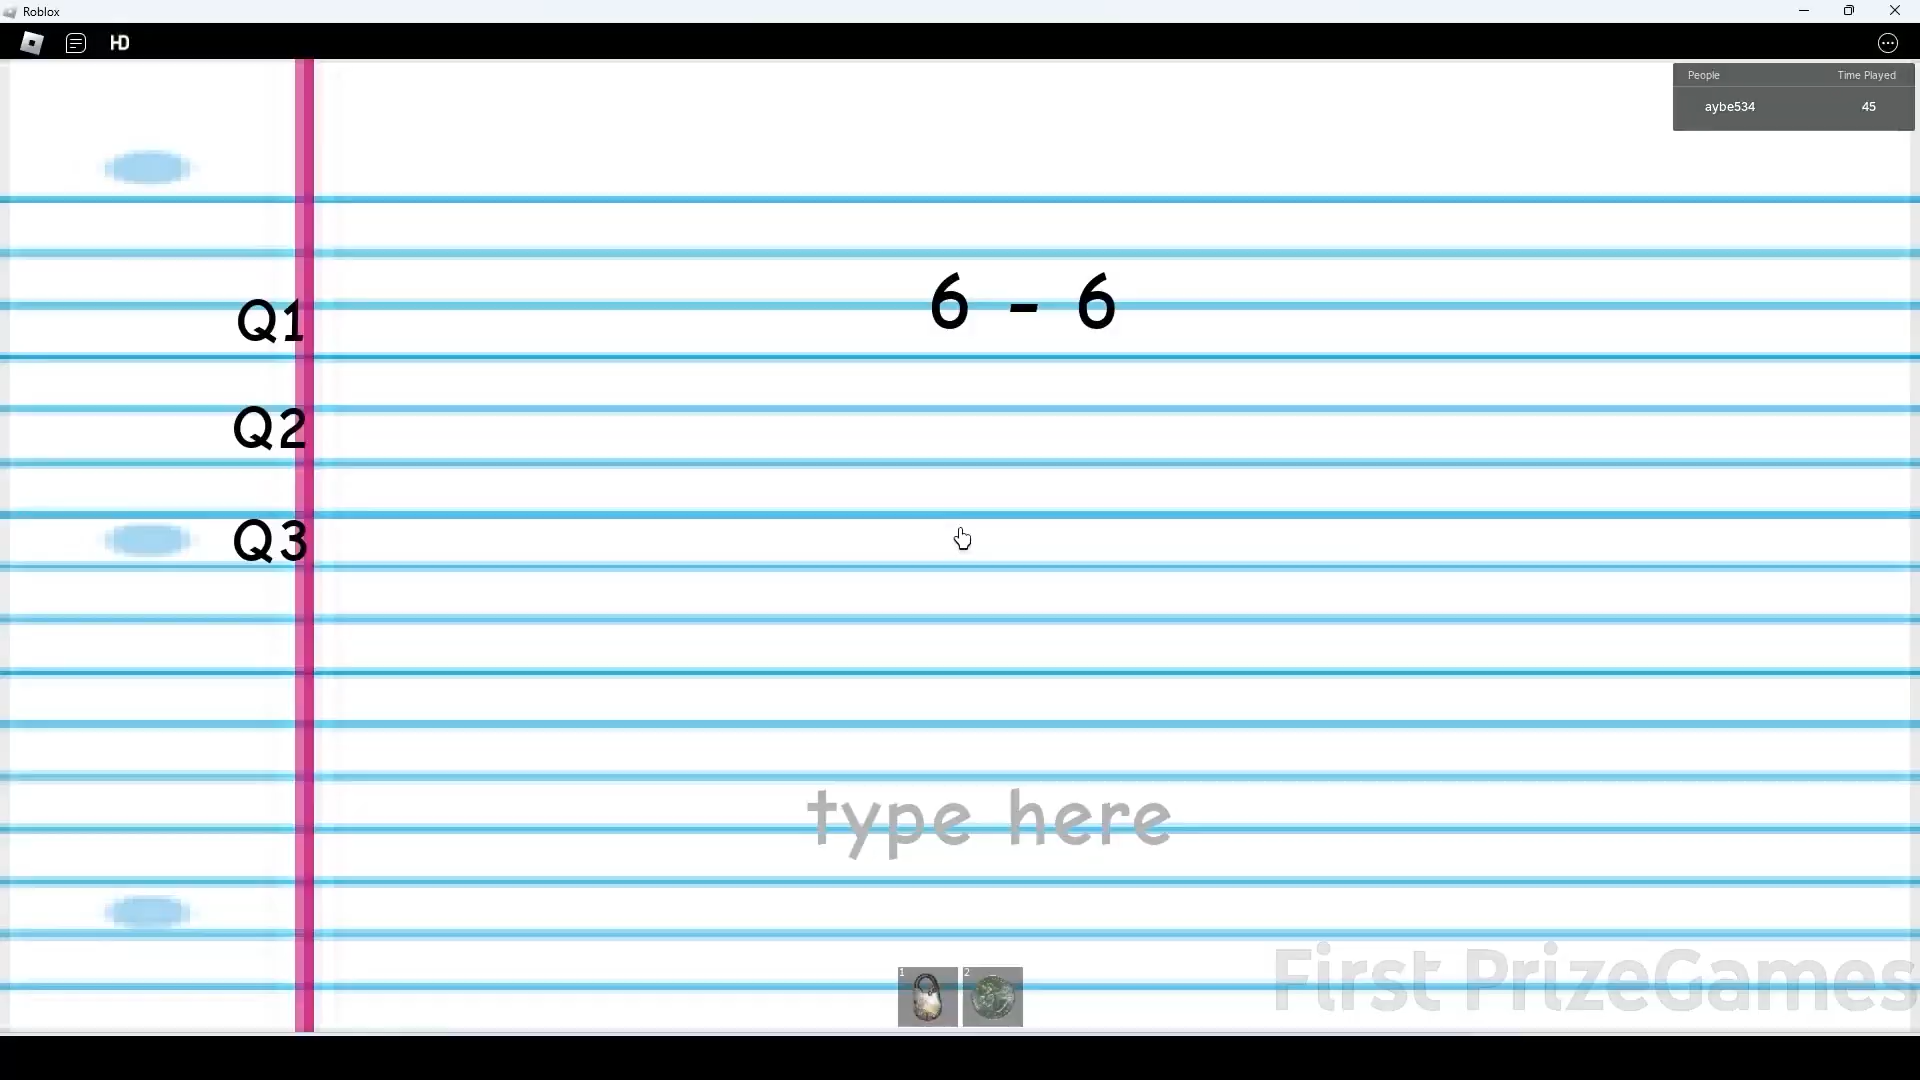 Roblox
HD
People Time Played
aybe534 45
6 - 6
Q1
Q2
Q3
type here
First PrizeGames
1 2